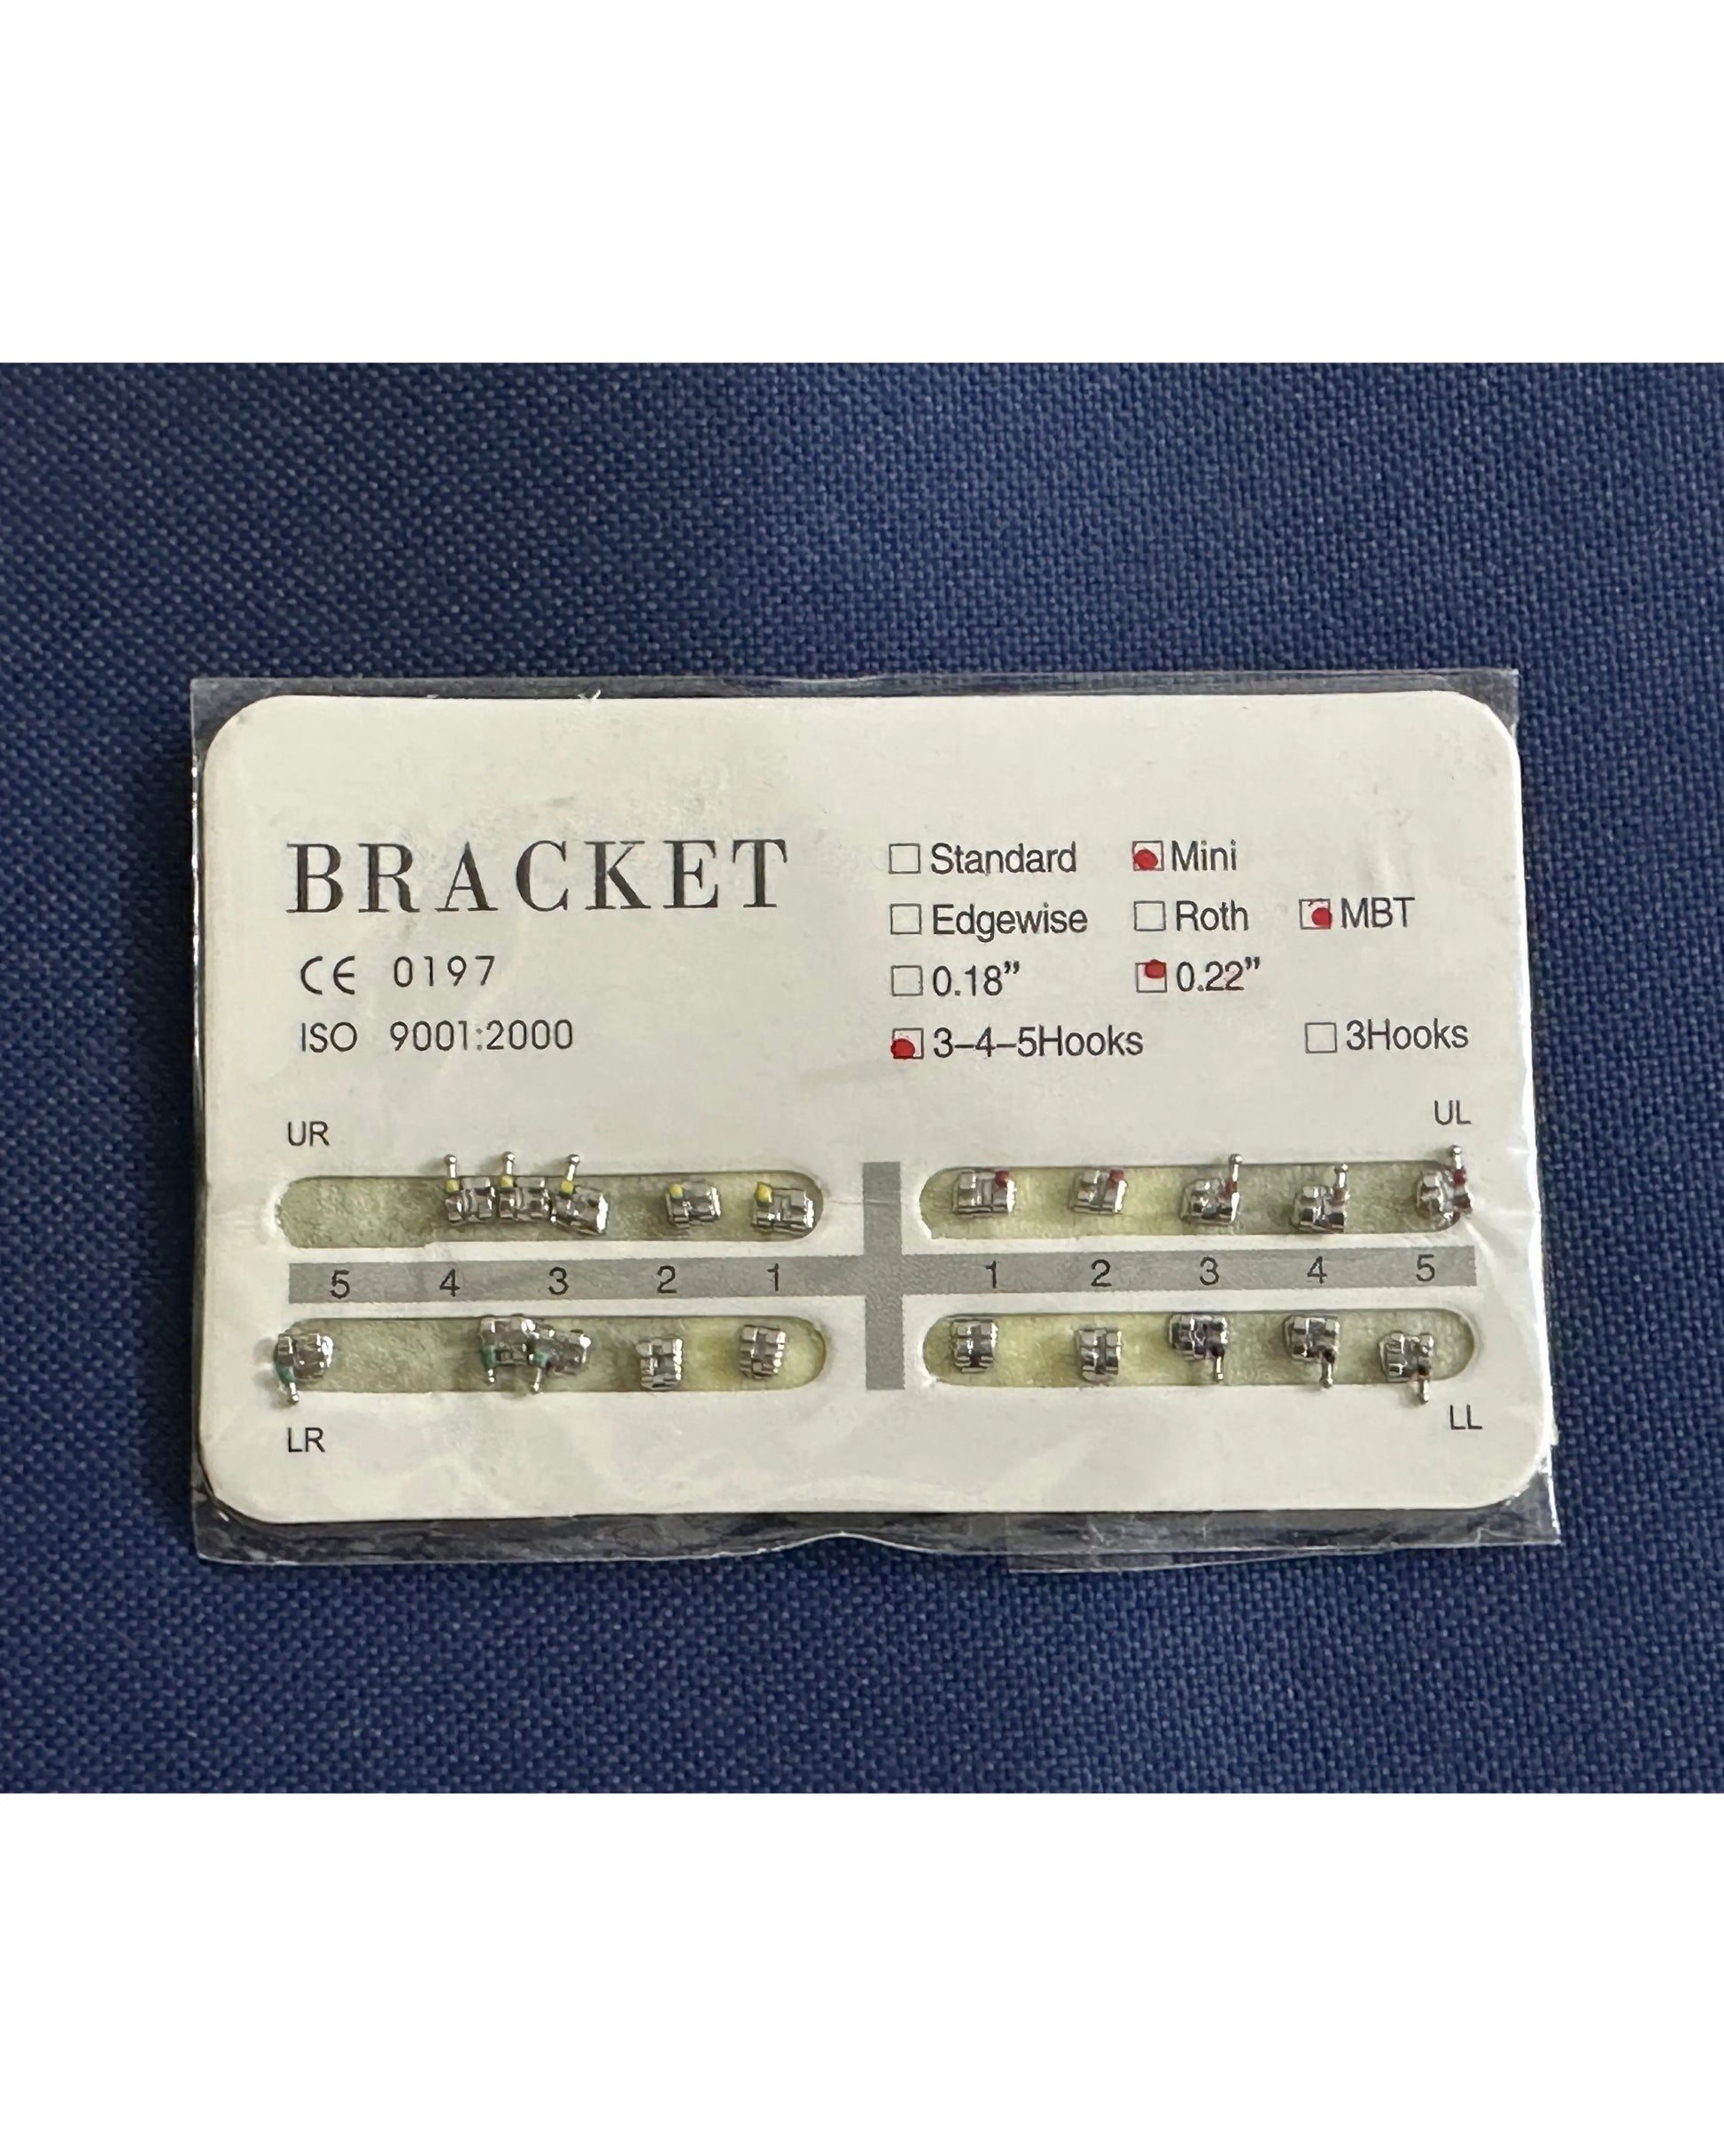 BRACKET
CE 0197
ISO 9001:2000
Standard Mini
Edgewise Roth MBT
0.18” 0.22”
3–4–5Hooks 3Hooks
UR UL
5 4 3 2 1 1 2 3 4 5
LR LL